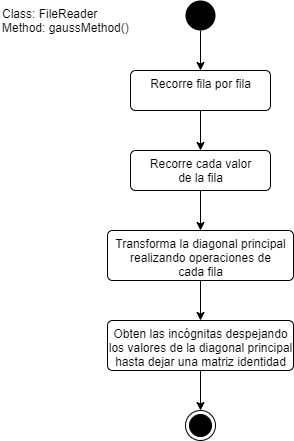 Class: FileReader
Method: gaussMethod()
Recorre fila por fila
Recorre cada valor
de la fila
Transforma la diagonal principal
realizando operaciones de
cada fila
Obten las incógnitas despejando
los valores de la diagonal principal
hasta dejar una matriz identidad